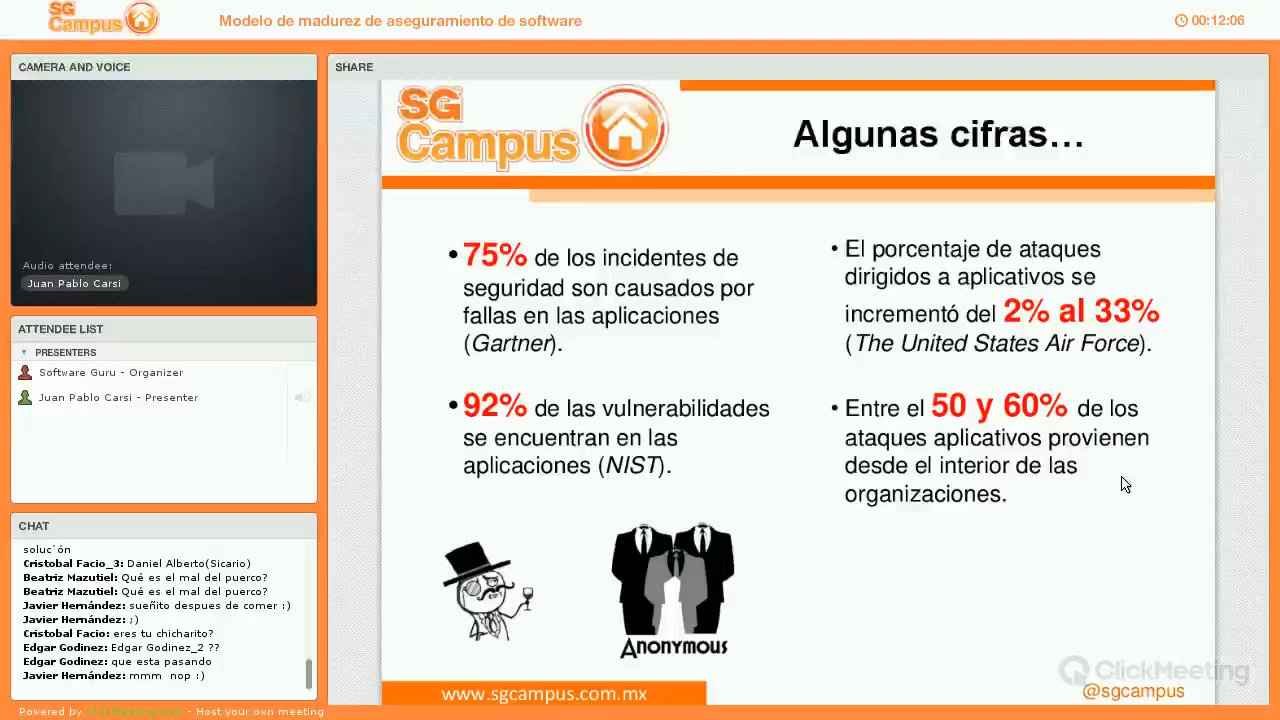 SG
Campus
Modelo de madurez de aseguramiento de software
00:12:06
CAMERA AND VOICE
Audio attendee:
Juan Pablo Carsi
ATTENDEE LIST
PRESENTERS
Software Guru - Organizer
Juan Pablo Carsi - Presenter
CHAT
soluc`ón
Cristobal Facio_3: Daniel Alberto(Sicario)
Beatriz Mazutiel: Qué es el mal del puerco?
Beatriz Mazutiel: Qué es el mal del puerco?
Javier Hernández: sueñito despues de comer :)
Javier Hernández: ;)
Cristobal Facio: eres tu chicharito?
Edgar Godinez: Edgar Godinez_2 ??
Edgar Godinez: que esta pasando
Javier Hernández: mmm nop :)
Powered by ClickMeeting.com - Host your own meeting
SHARE
SG
Campus
Algunas cifras...
• 75% de los incidentes de
seguridad son causados por
fallas en las aplicaciones
(Gartner).
• 92% de las vulnerabilidades
se encuentran en las
aplicaciones (NIST).
• El porcentaje de ataques
dirigidos a aplicativos se
incrementó del 2% al 33%
(The United States Air Force).
• Entre el 50 y 60% de los
ataques aplicativos provienen
desde el interior de las
organizaciones.
Anonymous
www.sgcampus.com.mx
ClickMeeting
@sgcampus